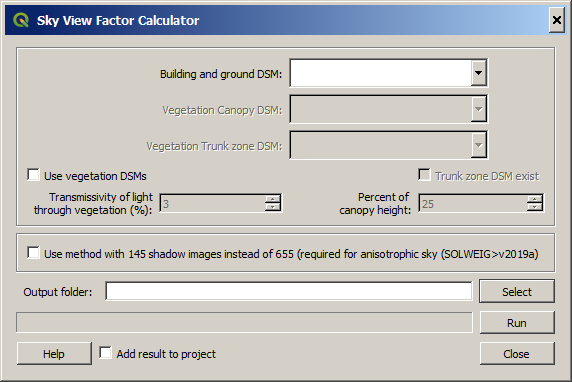 Sky View Factor Calculator
Building and ground DSM:
Vegetation Canopy DSM:
Vegetation Trunk zone DSM:
Use vegetation DSMs
Trunk zone DSM exist
Transmissivity of light
through vegetation (%):
3
Percent of
canopy height:
25
Use method with 145 shadow images instead of 655 (required for anisotrophic sky (SOLWEIG>v2019a)
Output folder:
Select
Run
Help
Add result to project
Close